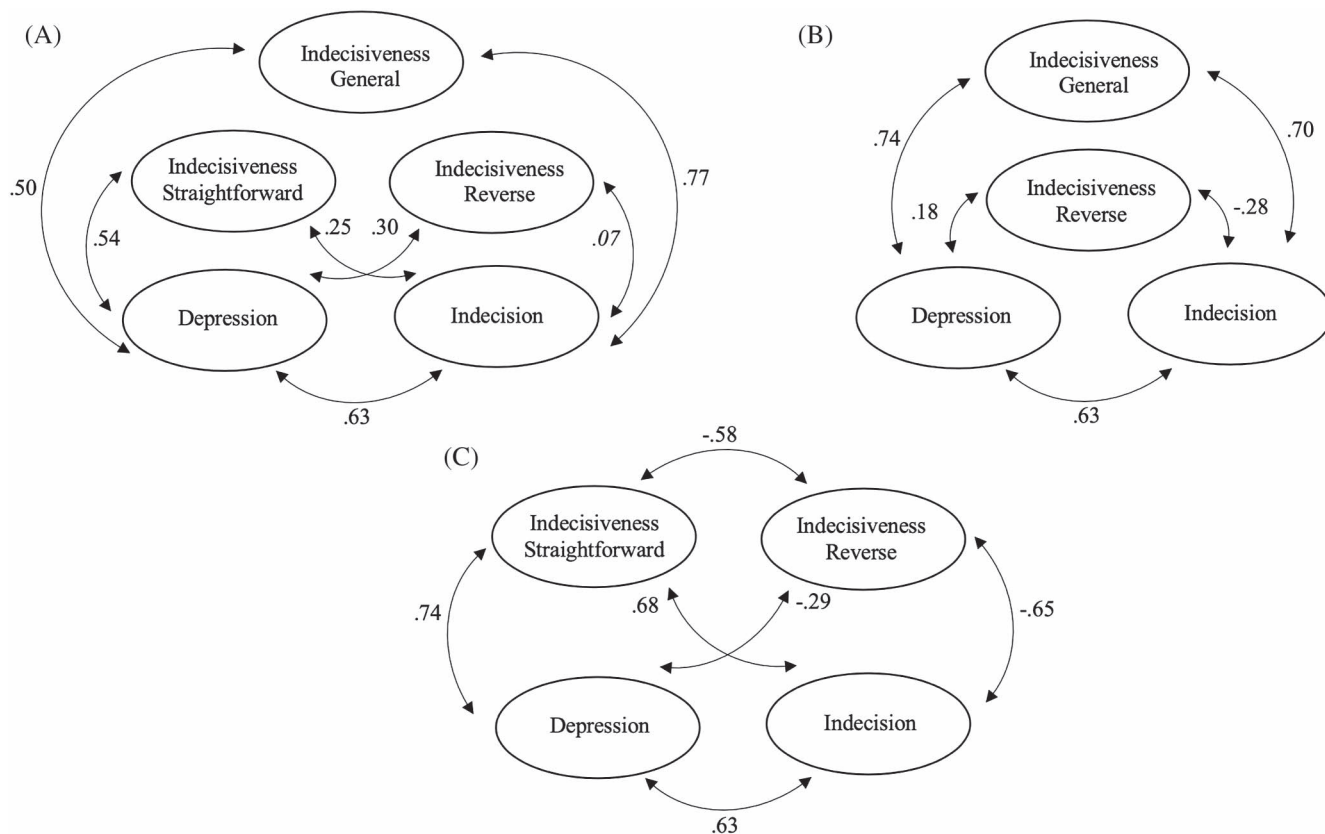 (A)
Indecisiveness
General
Indecisiveness
Straightforward
Indecisiveness
Reverse
.50
.77
.54
.25
.30
.07
Depression
Indecision
.63
(B)
Indecisiveness
General
.74
.70
Indecisiveness
Reverse
.18
-.28
Depression
Indecision
.63
(C)
-.58
Indecisiveness
Straightforward
Indecisiveness
Reverse
.74
.68
-.29
-.65
Depression
Indecision
.63